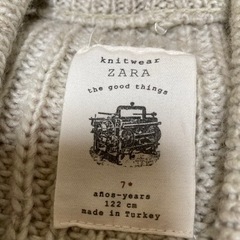 knitwear
ZARA
the good things
7*
años-years
122 cm
made in Turkey